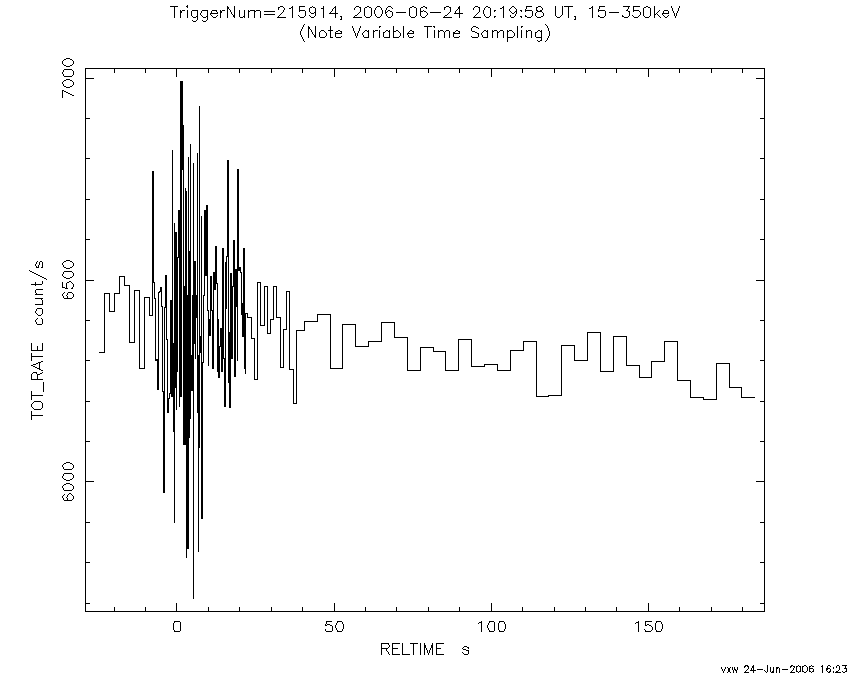 TriggerNum=215914, 2006-06-24 20:19:58 UT, 15-350keV
(Note Variable Time Sampling)
7000
6500
6000
TOT_RATE count/s
0 50 100 150
RELTIME s
vxw 24-Jun-2006 16:23